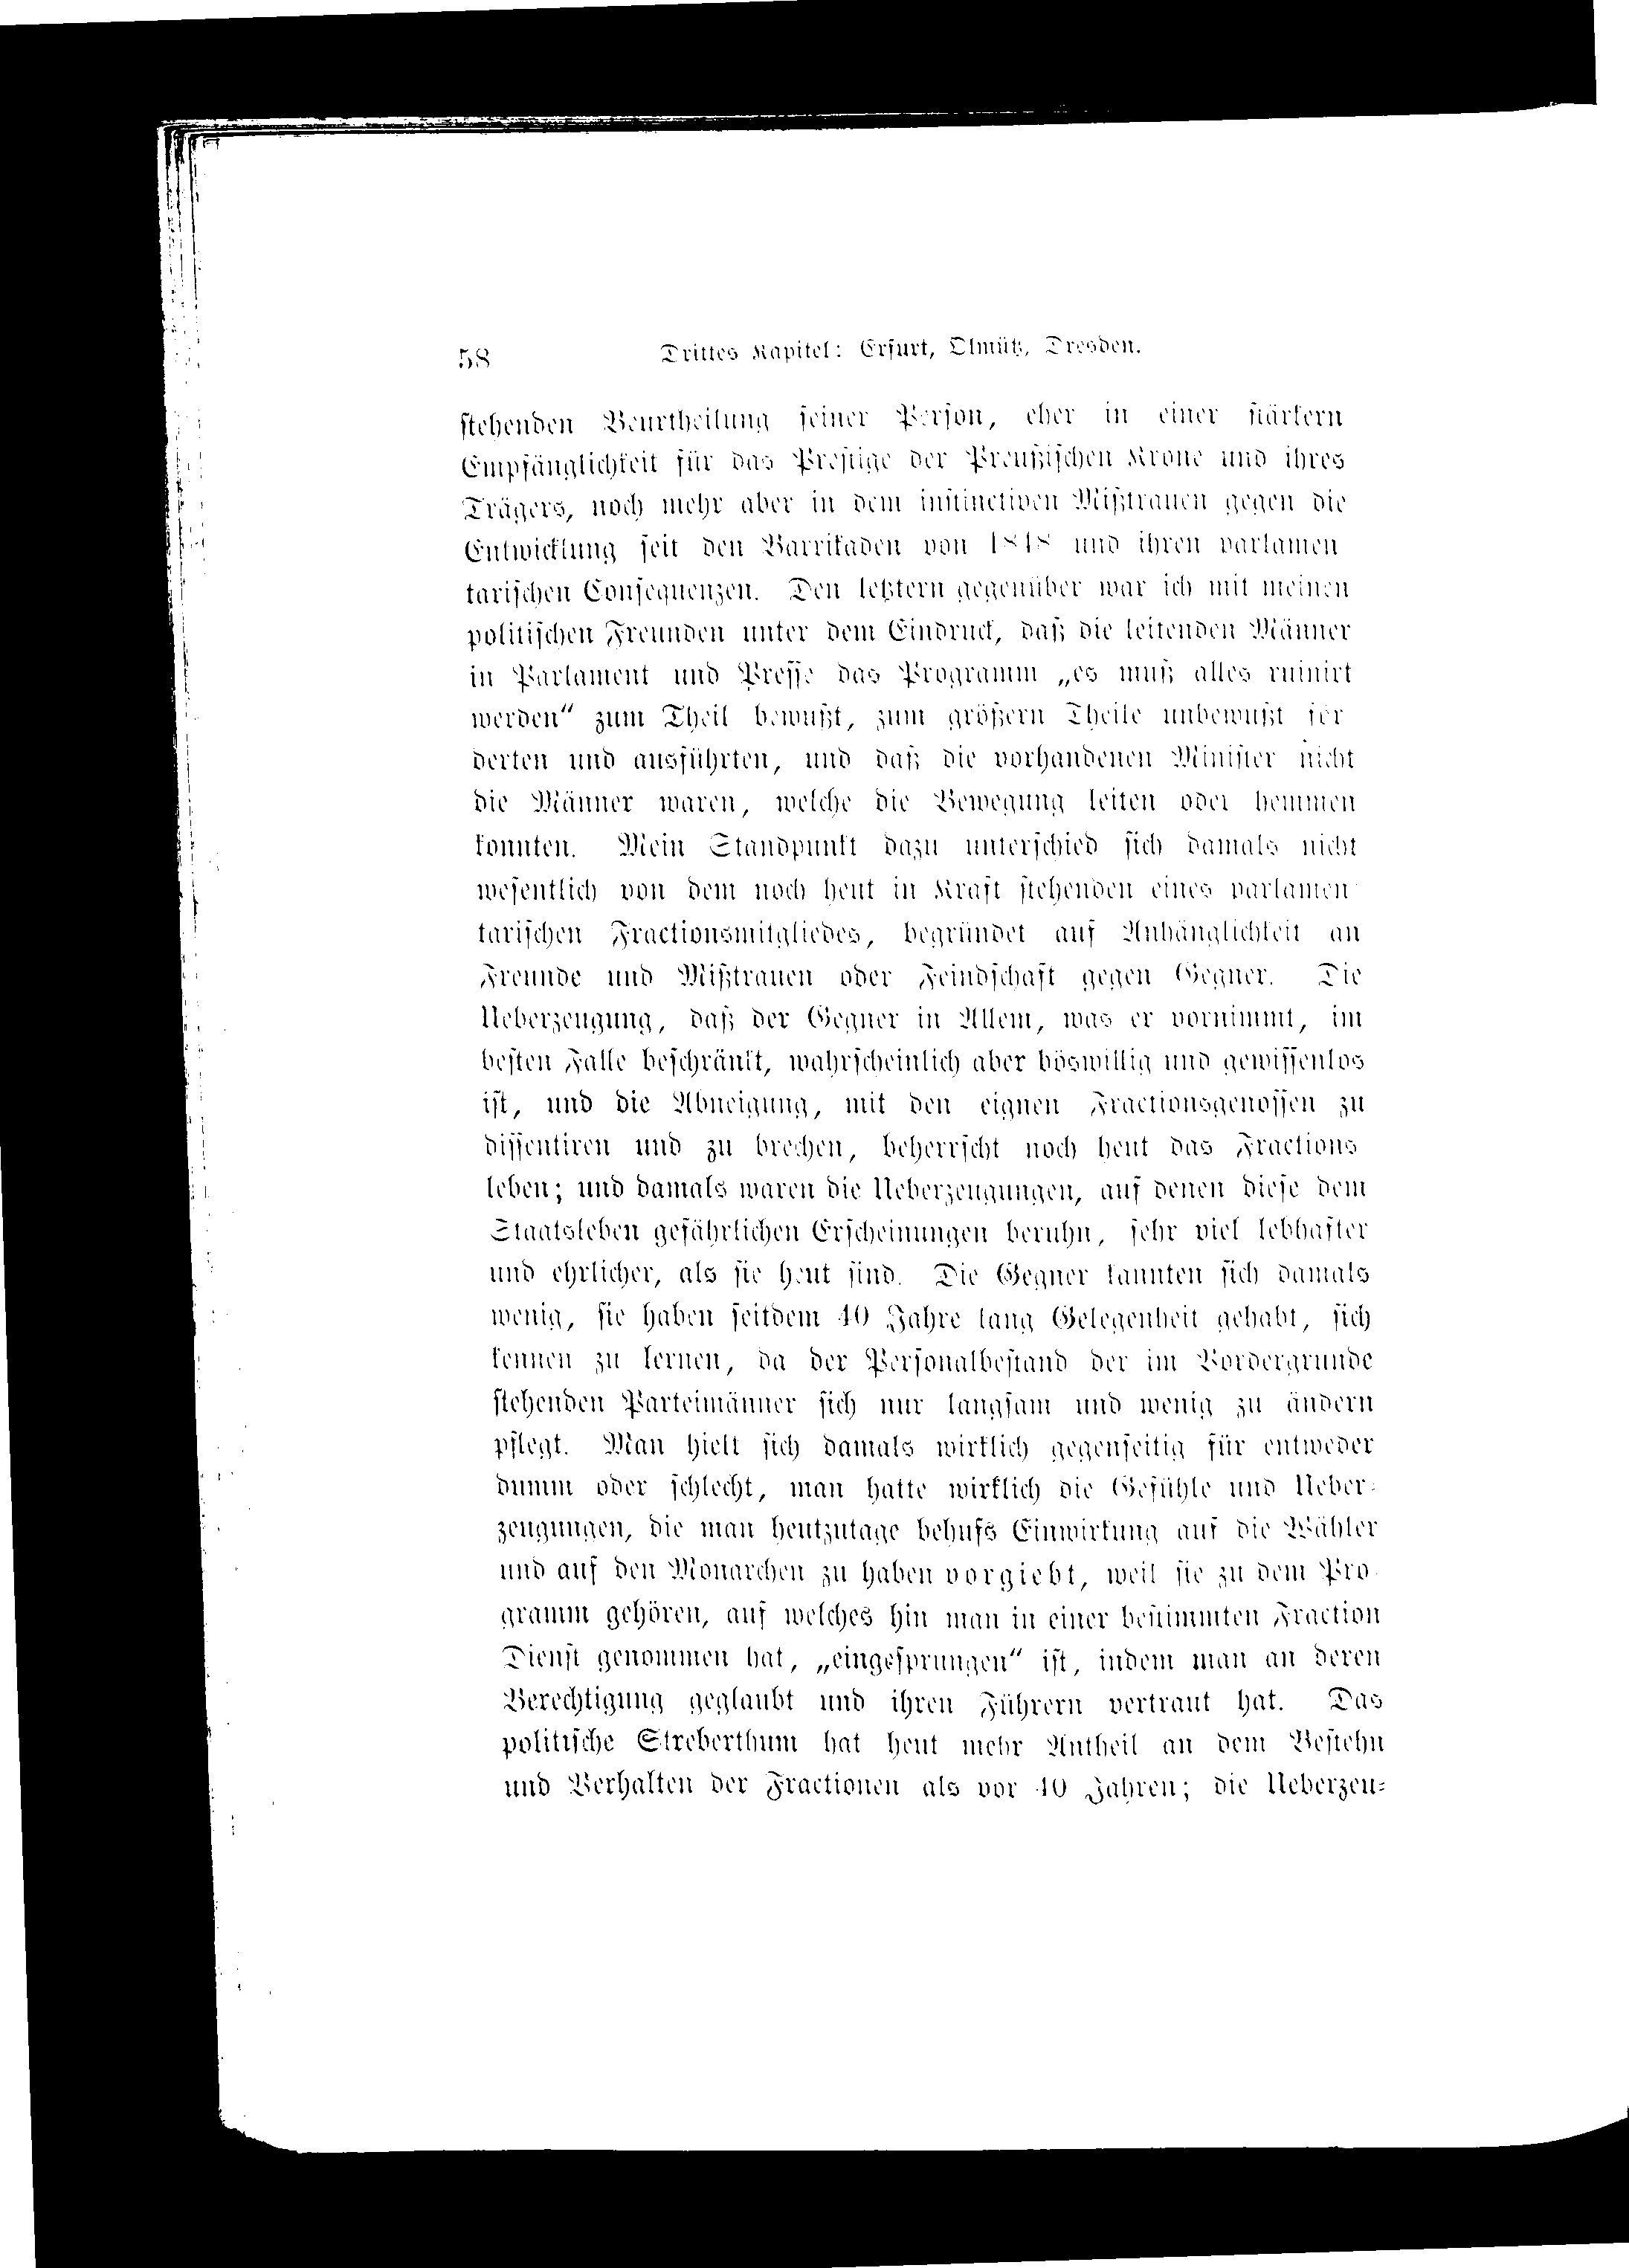 58 Drittes Kapitel: Erfurt, Olmütz, Dresden.
stehenden Beurtheilung seiner Person, eher in einer stärkern
Empfänglichkeit für das Prestige der Preußischen Krone und ihres
Trägers, noch mehr aber in dem instinctiven Mißtrauen gegen die
Entwicklung seit den Barrikaden von 1848 und ihren parlamen
tarischen Consequenzen. Den letztern gegenüber war ich mit meinen
politischen Freunden unter dem Eindruck, daß die leitenden Männer
in Parlament und Presse das Programm „es muß alles ruinirt
werden“ zum Theil bewußt, zum größern Theile unbewußt för
derten und ausführten, und daß die vorhandenen Minister nicht
die Männer waren, welche die Bewegung leiten oder hemmen
konnten. Mein Standpunkt dazu unterschied sich damals nicht
wesentlich von dem noch heut in Kraft stehenden eines parlamen
tarischen Fractionsmitgliedes, begründet auf Anhänglichkeit an
Freunde und Mißtrauen oder Feindschaft gegen Gegner. Die
Ueberzeugung, daß der Gegner in Allem, was er vornimmt, im
besten Falle beschränkt, wahrscheinlich aber böswillig und gewissenlos
ist, und die Abneigung, mit den eignen Fractionsgenossen zu
dissentiren und zu brechen, beherrscht noch heut das Fractions
leben; und damals waren die Ueberzeugungen, auf denen diese dem
Staatsleben gefährlichen Erscheinungen beruhn, sehr viel lebhafter
und ehrlicher, als sie heut sind. Die Gegner kannten sich damals
wenig, sie haben seitdem 40 Jahre lang Gelegenheit gehabt, sich
kennen zu lernen, da der Personalbestand der im Vordergrunde
stehenden Parteimänner sich nur langsam und wenig zu ändern
pflegt. Man hielt sich damals wirklich gegenseitig für entweder
dumm oder schlecht, man hatte wirklich die Gefühle und Ueber-
zeugungen, die man heutzutage behufs Einwirkung auf die Wähler
und auf den Monarchen zu haben vorgiebt, weil sie zu dem Pro-
gramm gehören, auf welches hin man in einer bestimmten Fraction
Dienst genommen hat, „eingesprungen“ ist, indem man an deren
Berechtigung geglaubt und ihren Führern vertraut hat. Das
politische Streberthum hat heut mehr Antheil an dem Bestehn
und Verhalten der Fractionen als vor 40 Jahren; die Ueberzeu-